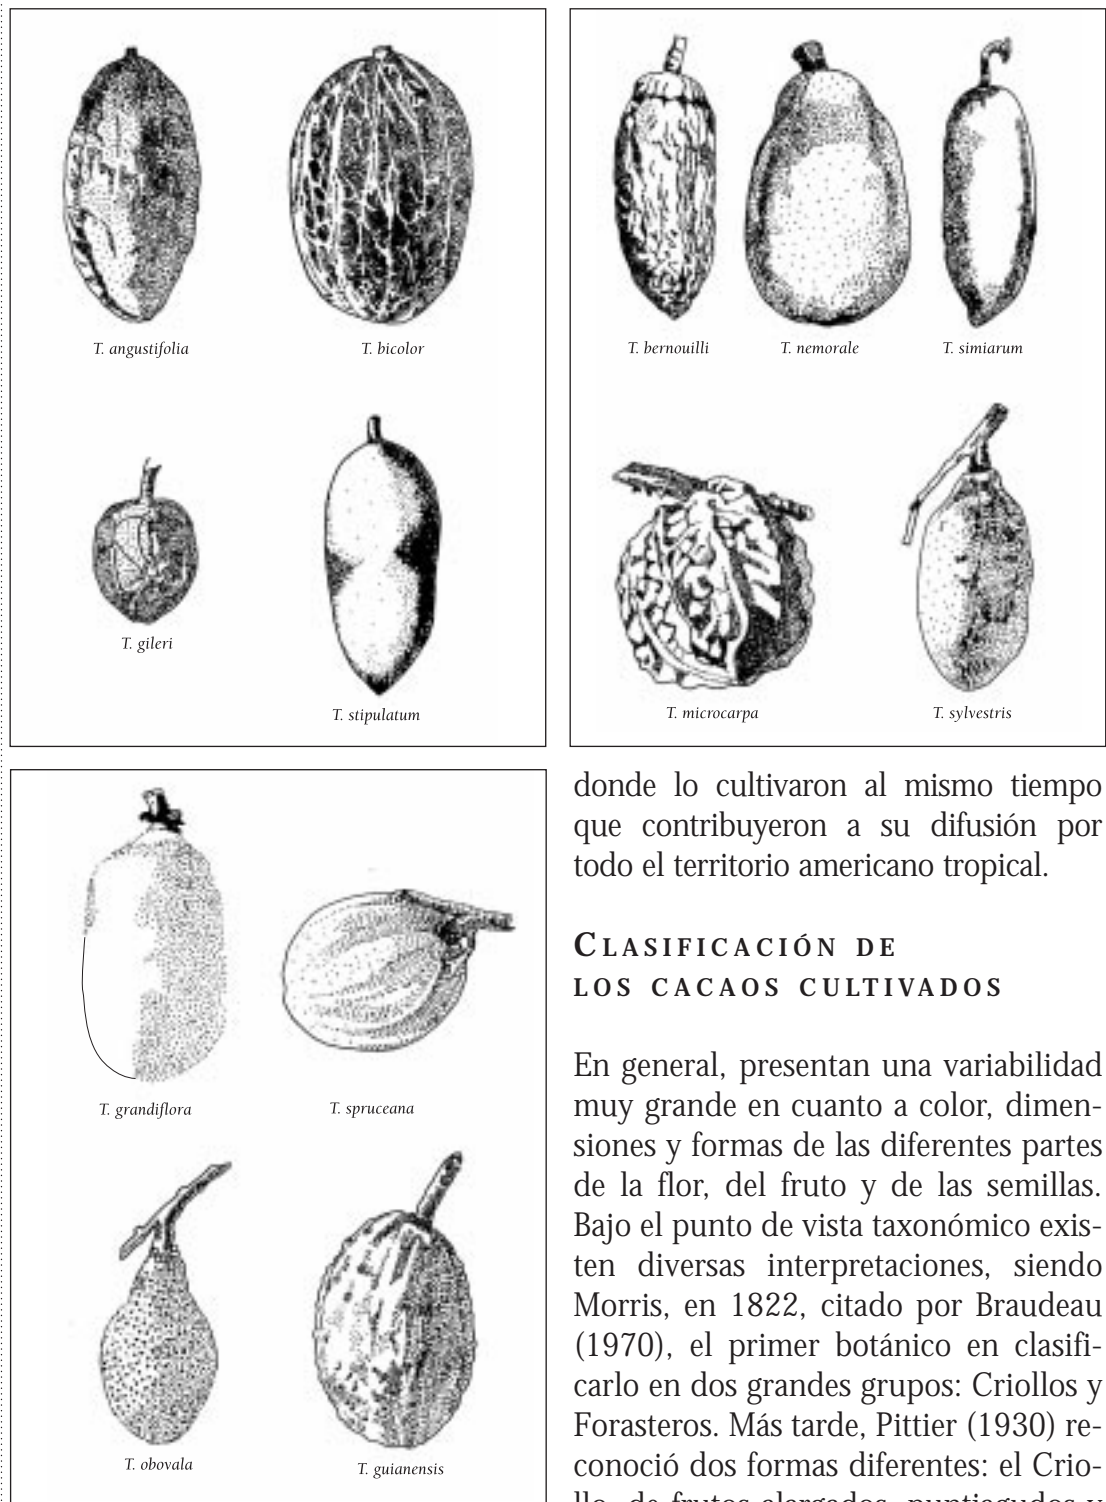 T. angustifolia
T. bicolor
T. gileri
T. stipulatum
T. bernouilli
T. nemorale
T. simiarum
T. microcarpa
T. sylvestris
T. grandiflora
T. spruceana
T. obovala
T. guianensis
donde lo cultivaron al mismo tiempo
que contribuyeron a su difusión por
todo el territorio americano tropical.
CLASIFICACIÓN DE
LOS CACAOS CULTIVADOS
En general, presentan una variabilidad
muy grande en cuanto a color, dimen-
siones y formas de las diferentes partes
de la flor, del fruto y de las semillas.
Bajo el punto de vista taxonómico exis-
ten diversas interpretaciones, siendo
Morris, en 1822, citado por Braudeau
(1970), el primer botánico en clasifi-
carlo en dos grandes grupos: Criollos y
Forasteros. Más tarde, Pittier (1930) re-
conoció dos formas diferentes: el Crio-
llo, de frutos alargados, puntiagudos y